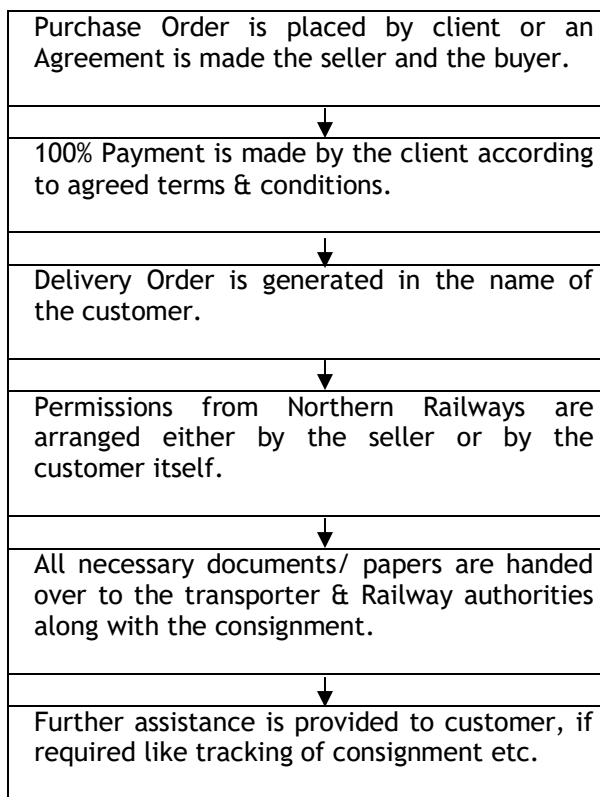 Purchase Order is placed by client or an
Agreement is made the seller and the buyer.
100% Payment is made by the client according
to agreed terms & conditions.
Delivery Order is generated in the name of
the customer.
Permissions from Northern Railways are
arranged either by the seller or by the
customer itself.
All necessary documents/ papers are handed
over to the transporter & Railway authorities
along with the consignment.
Further assistance is provided to customer, if
required like tracking of consignment etc.